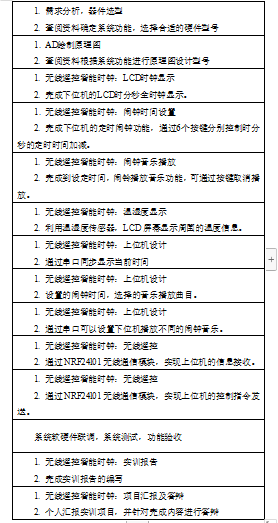 1. 需求分析，器件选型
2. 查阅资料确定系统功能，选择合适的硬件型号
1. AD绘制原理图
2. 查阅资料根据系统功能进行原理图设计型号
1. 无线遥控智能时钟：LCD时钟显示
2. 完成下位机的LCD时分秒全时钟显示。
1. 无线遥控智能时钟：闹钟时间设置
2. 完成下位机的定时闹钟功能，通过6个按键分别控制时分
秒的定时时间加减。
1. 无线遥控智能时钟：闹钟音乐播放
2. 完成到设定时间，闹钟播放音乐功能，可通过按键取消播
放。
1. 无线遥控智能时钟：温湿度显示
2. 利用温湿度传感器，LCD 屏幕显示周围的温度信息。
1. 无线遥控智能时钟：上位机设计
2. 通过串口同步显示当前时间
1. 无线遥控智能时钟：上位机设计
2. 设置的闹钟时间，选择的音乐播放曲目。
1. 无线遥控智能时钟：上位机设计
2. 通过串口可以设置下位机播放不同的闹钟音乐。
1. 无线遥控智能时钟：无线遥控
2. 通过 NRF24l01 无线通信模块，实现上位机的信息接收。
1. 无线遥控智能时钟：无线遥控
2. 通过 NRF24l01 无线通信模块，实现上位机的控制指令发
送。
系统软硬件联调，系统测试，功能验收
1. 无线遥控智能时钟：实训报告
2. 完成实训报告的编写
1. 无线遥控智能时钟：项目汇报及答辩
2. 个人汇报实训项目，并针对完成内容进行答辩